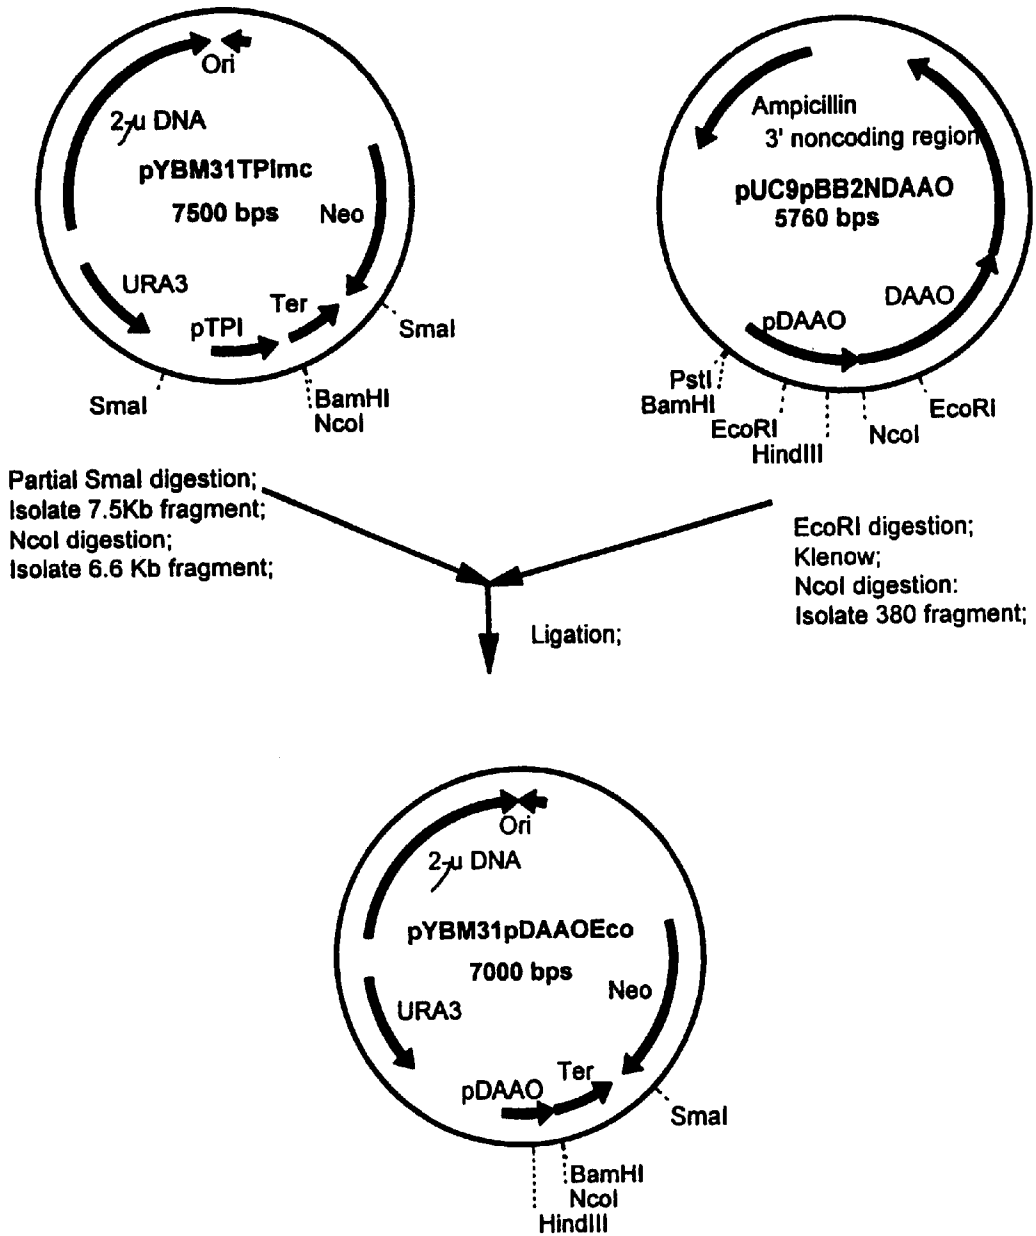 Ori
2-μ DNA
pYBM31TPImc
7500 bps
Neo
URA3
Ter
pTPI
SmaI
SmaI
BamHI
NcoI
Ampicillin
3' noncoding region
pUC9pBB2NDAAO
5760 bps
DAAO
pDAAO
PstI
BamHI
EcoRI
HindIII
NcoI
EcoRI
Partial SmaI digestion;
Isolate 7.5Kb fragment;
NcoI digestion;
Isolate 6.6 Kb fragment;
EcoRI digestion;
Klenow;
NcoI digestion:
Isolate 380 fragment;
Ligation;
Ori
2-μ DNA
pYBM31pDAAOEco
7000 bps
Neo
URA3
Ter
pDAAO
SmaI
BamHI
NcoI
HindIII